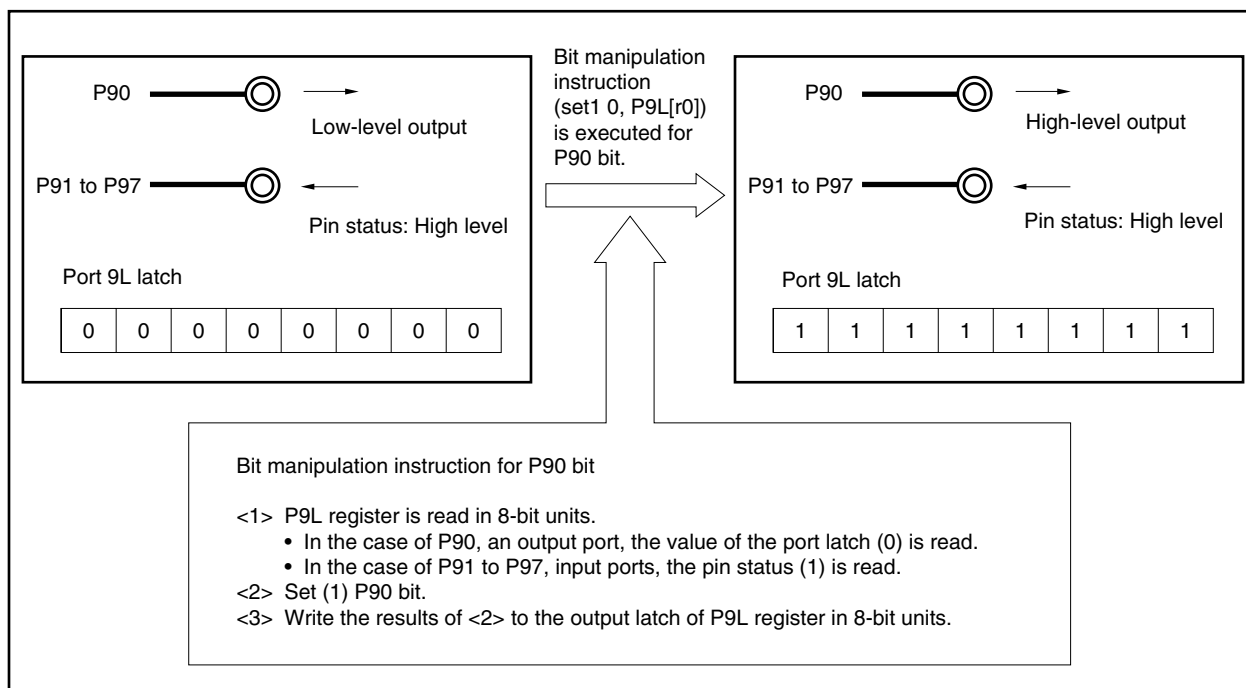 P90
Low-level output
P91 to P97
Pin status: High level
Port 9L latch
0 0 0 0 0 0 0 0
Bit manipulation
instruction
(set1 0, P9L[r0])
is executed for
P90 bit.
P90
High-level output
P91 to P97
Pin status: High level
Port 9L latch
1 1 1 1 1 1 1 1
Bit manipulation instruction for P90 bit
<1> P9L register is read in 8-bit units.
• In the case of P90, an output port, the value of the port latch (0) is read.
• In the case of P91 to P97, input ports, the pin status (1) is read.
<2> Set (1) P90 bit.
<3> Write the results of <2> to the output latch of P9L register in 8-bit units.